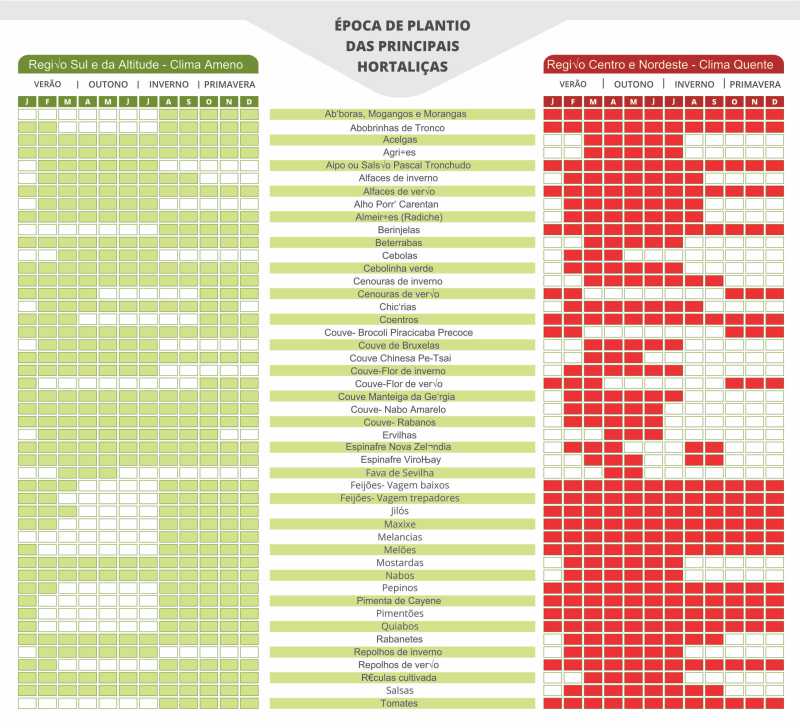 ÉPOCA DE PLANTIO
DAS PRINCIPAIS
HORTALIÇAS
Regi√o Sul e da Altitude - Clima Ameno
VERÃO | OUTONO | INVERNO | PRIMAVERA
J F M A M J J A S O N D
Regi√o Centro e Nordeste - Clima Quente
VERÃO | OUTONO | INVERNO | PRIMAVERA
J F M A M J J A S O N D
Ab'boras, Mogangos e Morangas
Abobrinhas de Tronco
Acelgas
Agri÷es
Aipo ou Sals√o Pascal Tronchudo
Alfaces de inverno
Alfaces de ver√o
Alho Porr' Carentan
Almeir÷es (Radiche)
Berinjelas
Beterrabas
Cebolas
Cebolinha verde
Cenouras de inverno
Cenouras de ver√o
Chic'rias
Coentros
Couve- Brocoli Piracicaba Precoce
Couve de Bruxelas
Couve Chinesa Pe-Tsai
Couve-Flor de inverno
Couve-Flor de ver√o
Couve Manteiga da Ge'rgia
Couve- Nabo Amarelo
Couve- Rabanos
Ervilhas
Espinafre Nova Zel¬ndia
Espinafre ViroЊay
Fava de Sevilha
Feijões- Vagem baixos
Feijões- Vagem trepadores
Jilós
Maxixe
Melancias
Melões
Mostardas
Nabos
Pepinos
Pimenta de Cayene
Pimentões
Quiabos
Rabanetes
Repolhos de inverno
Repolhos de ver√o
R€culas cultivada
Salsas
Tomates